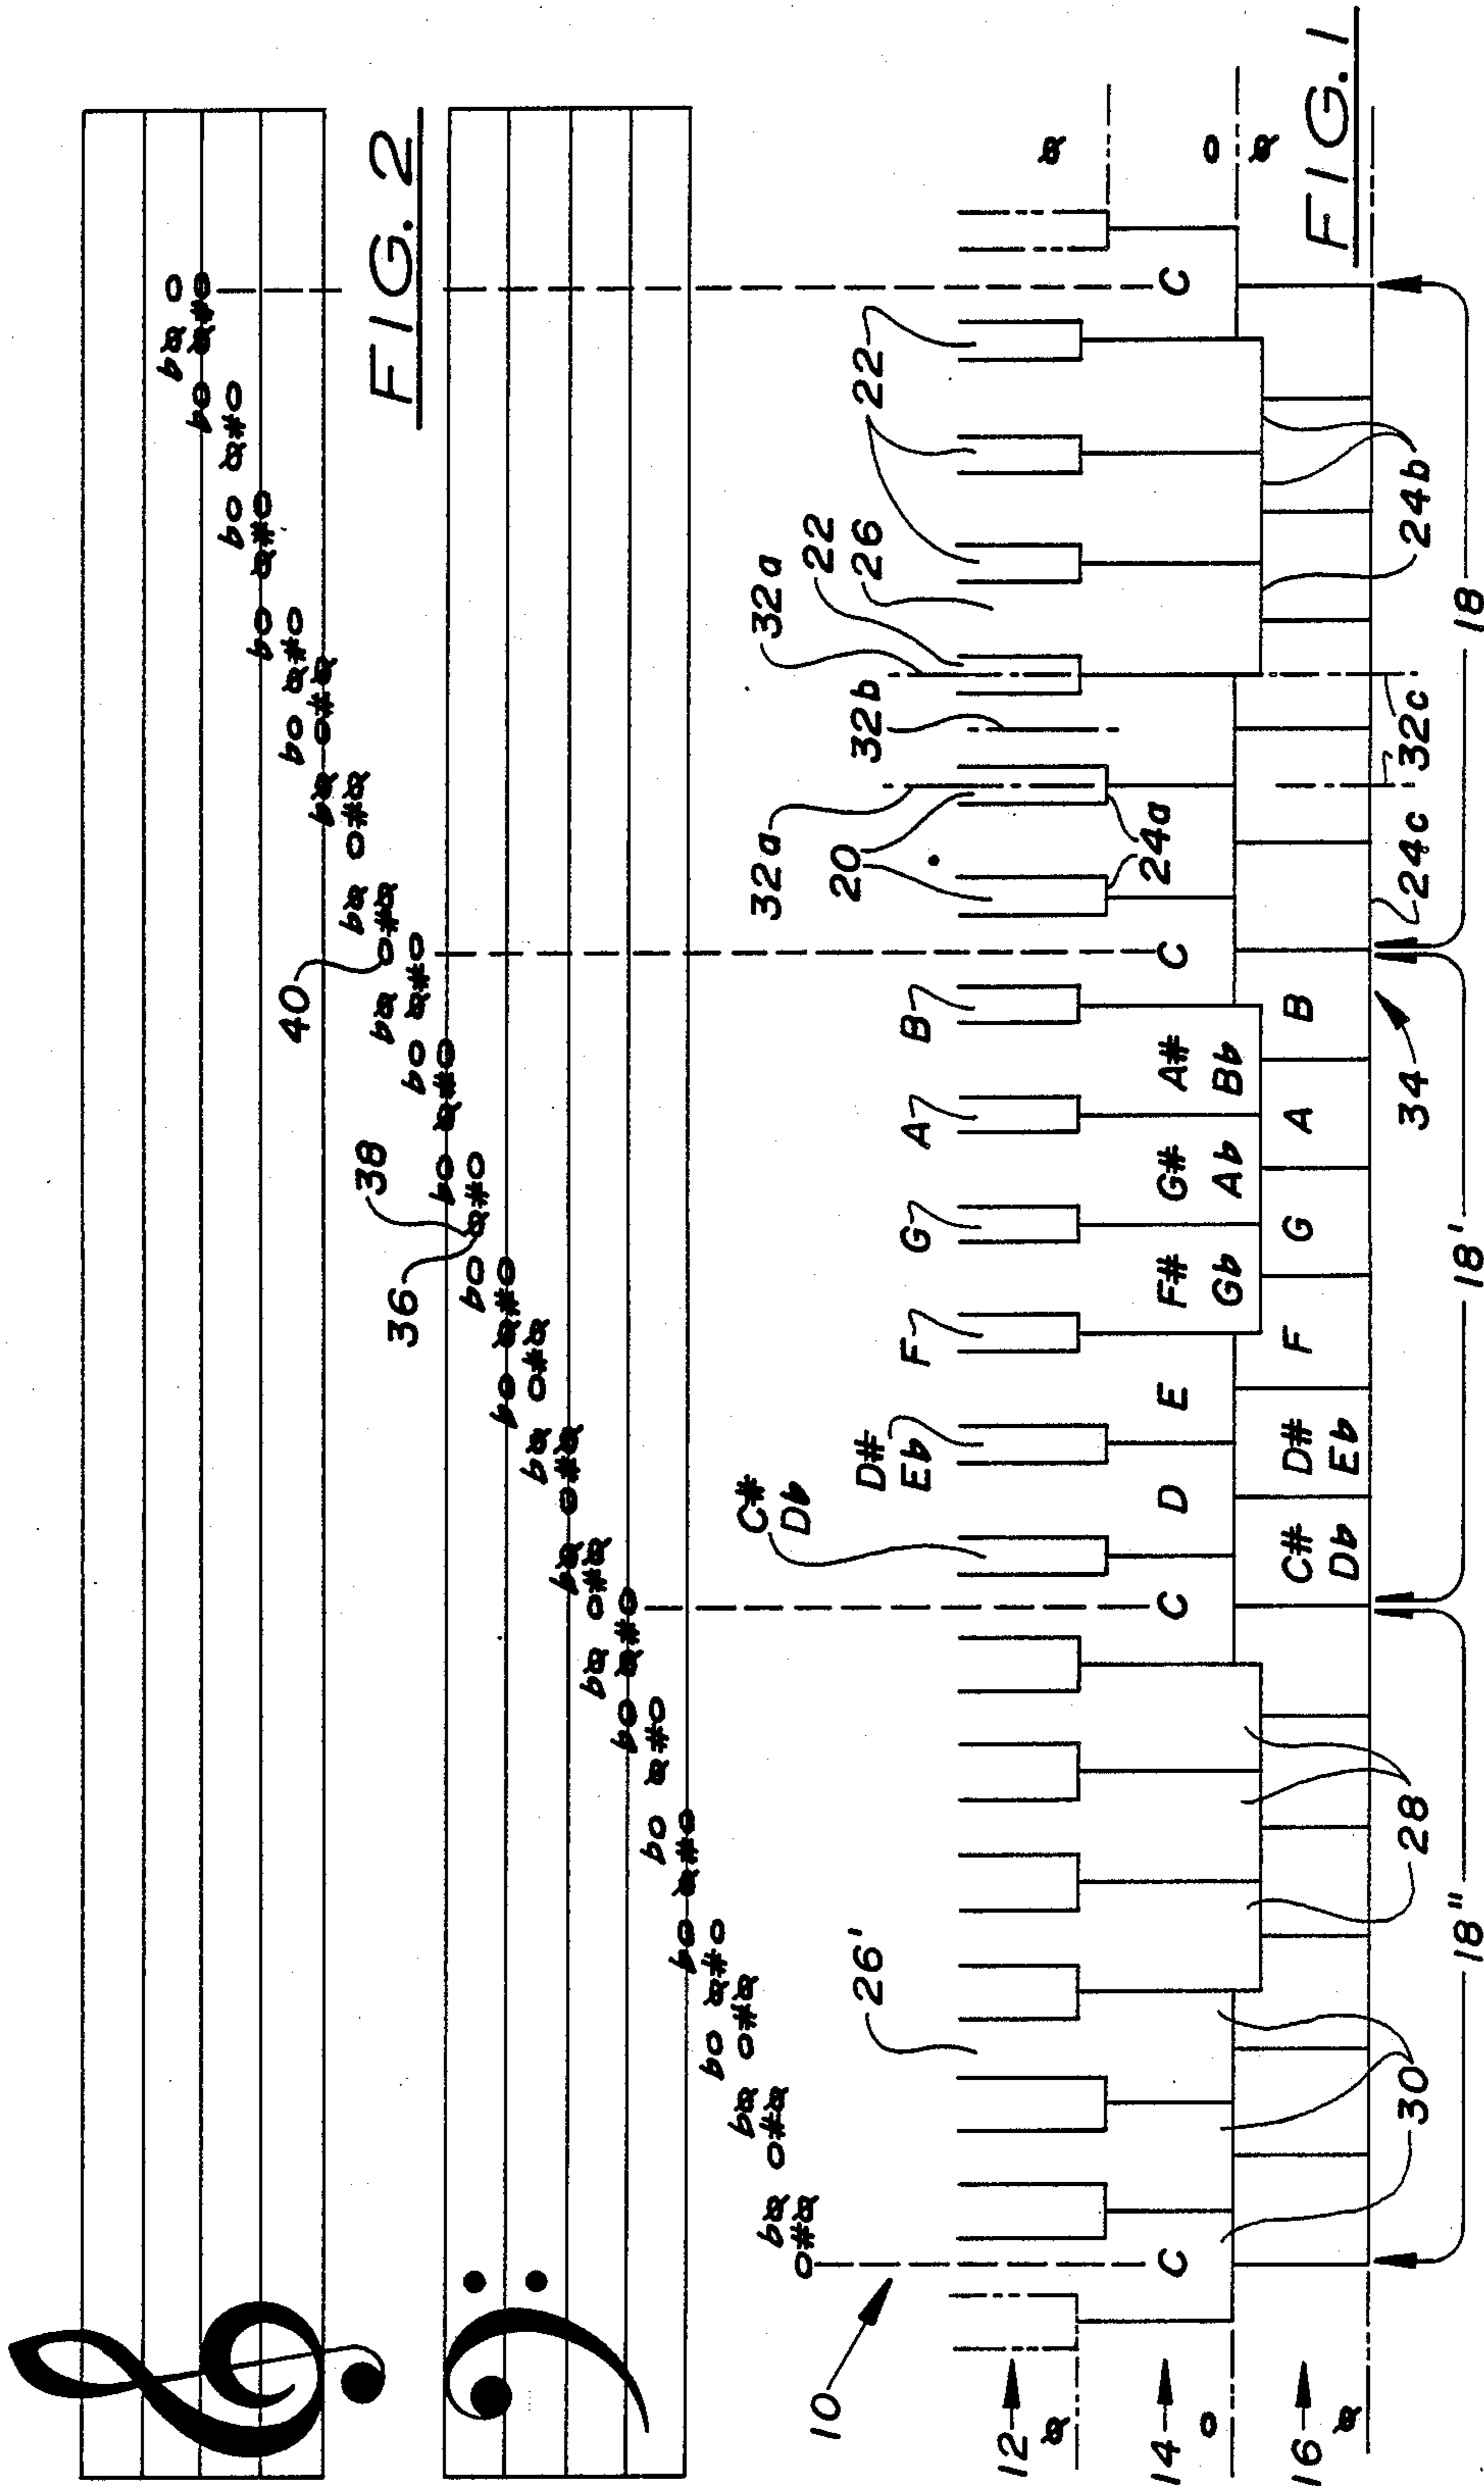 FIG. 2
40
38
36
32a
22
22
32a
32b
26
20
24a
B
A
G
F
D#
Eb
C#
Db
26'
10
12
14
C
C
D
E
F#
Gb
G#
Ab
A#
Bb
C
C
16
C#
Db
D#
Eb
F
G
A
B
30
28
34
24c
32c
24b
18"
18'
18
FIG. 1